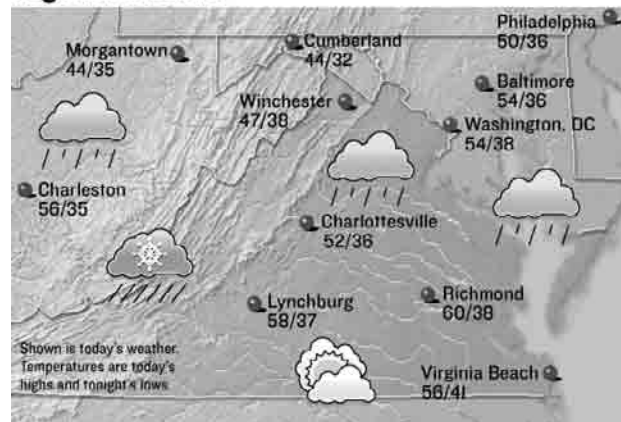 Philadelphia
50/36
Morgantown
44/35
Cumberland
44/32
Baltimore
54/36
Winchester
47/38
Washington, DC
54/38
Charleston
56/35
Charlottesville
52/36
Lynchburg
58/37
Richmond
60/38
Shown is today's weather.
Temperatures are today's
highs and tonight's lows.
Virginia Beach
56/41